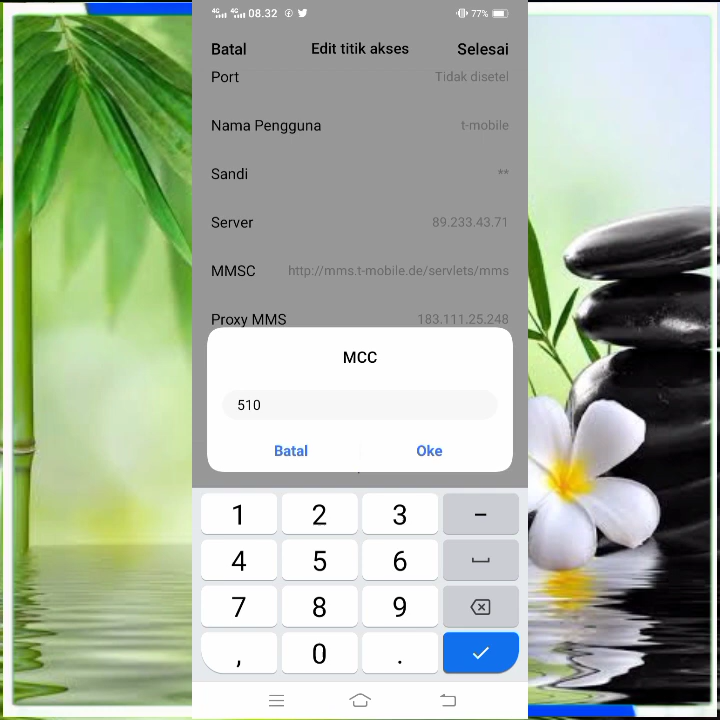 4G 4G 08.32 77%
Batal Edit titik akses Selesai
Port Tidak disetel
Nama Pengguna t-mobile
Sandi **
Server 89.233.43.71
MMSC http://mms.t-mobile.de/servlets/mms
Proxy MMS 183.111.25.248
MCC
510
Batal Oke
1 2 3 -
4 5 6
7 8 9
, 0 .